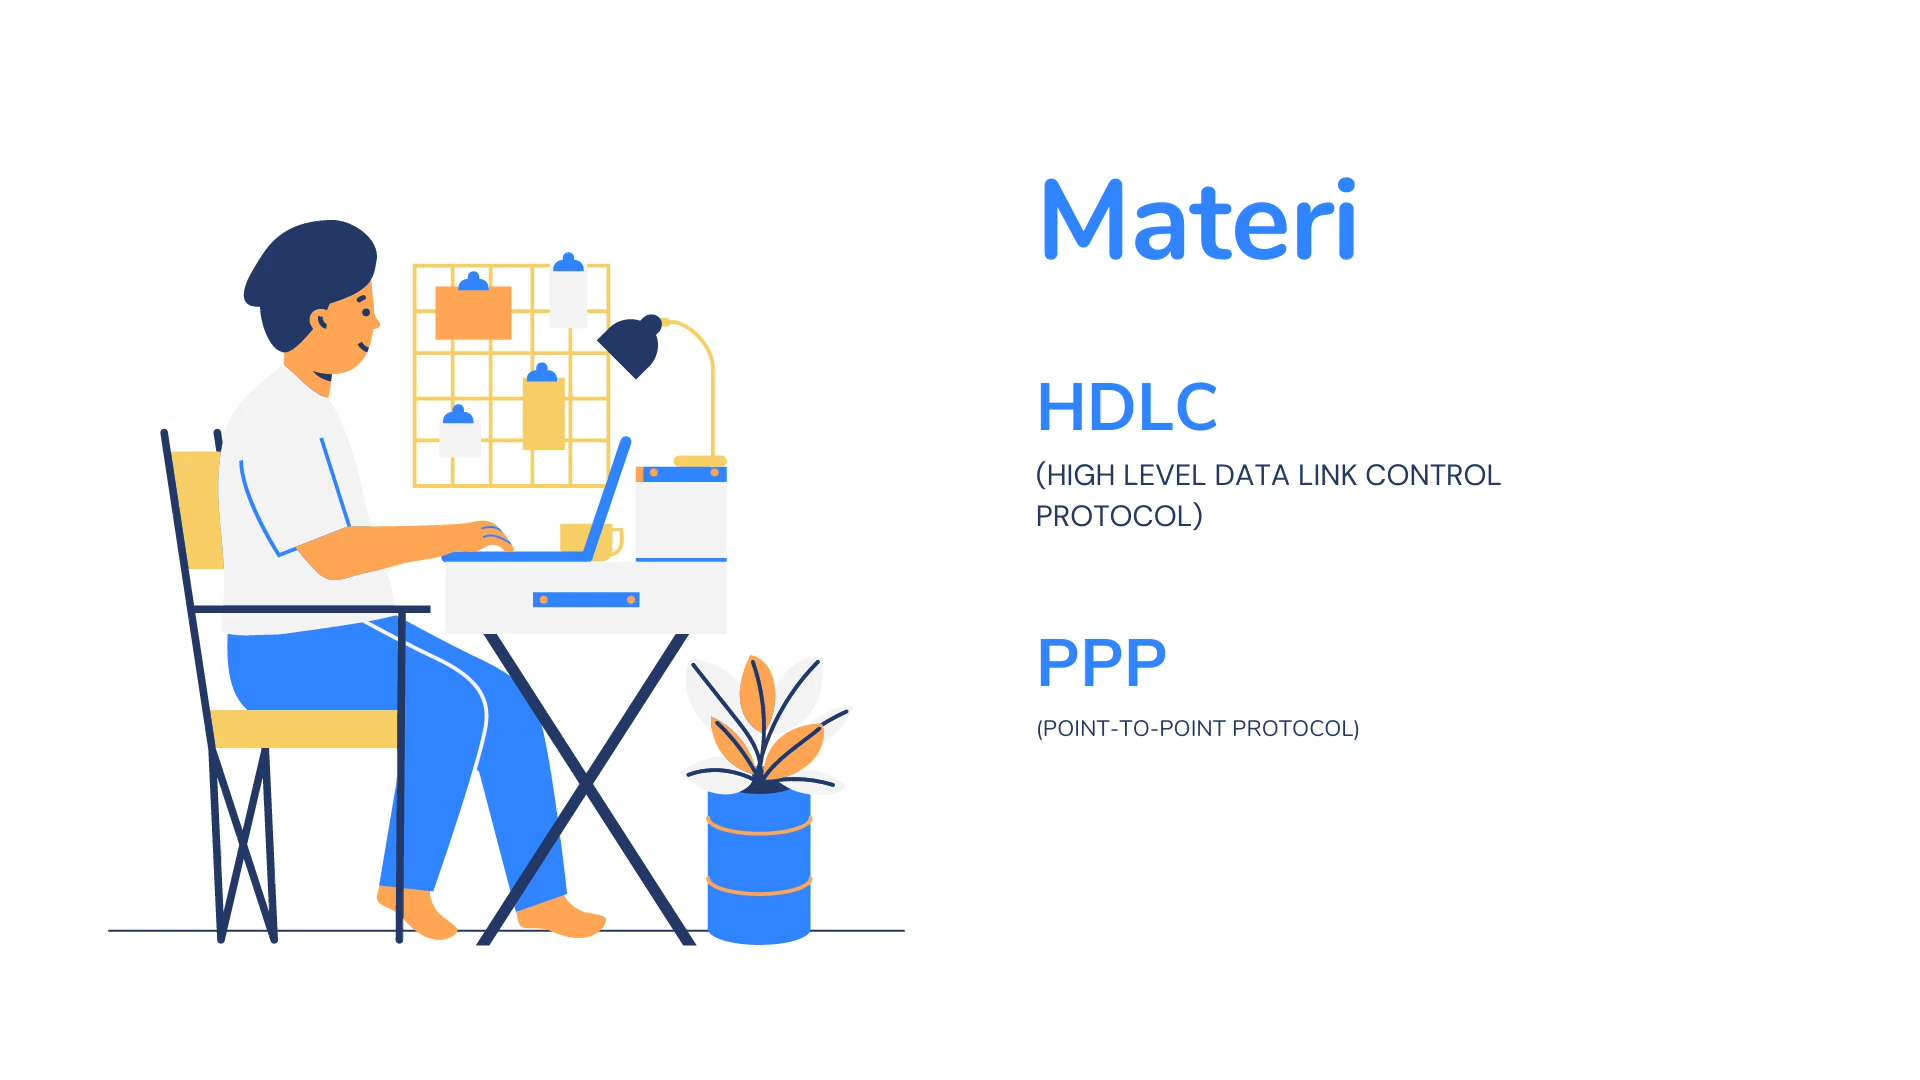 Materi
HDLC
(HIGH LEVEL DATA LINK CONTROL
PROTOCOL)
PPP
(POINT-TO-POINT PROTOCOL)